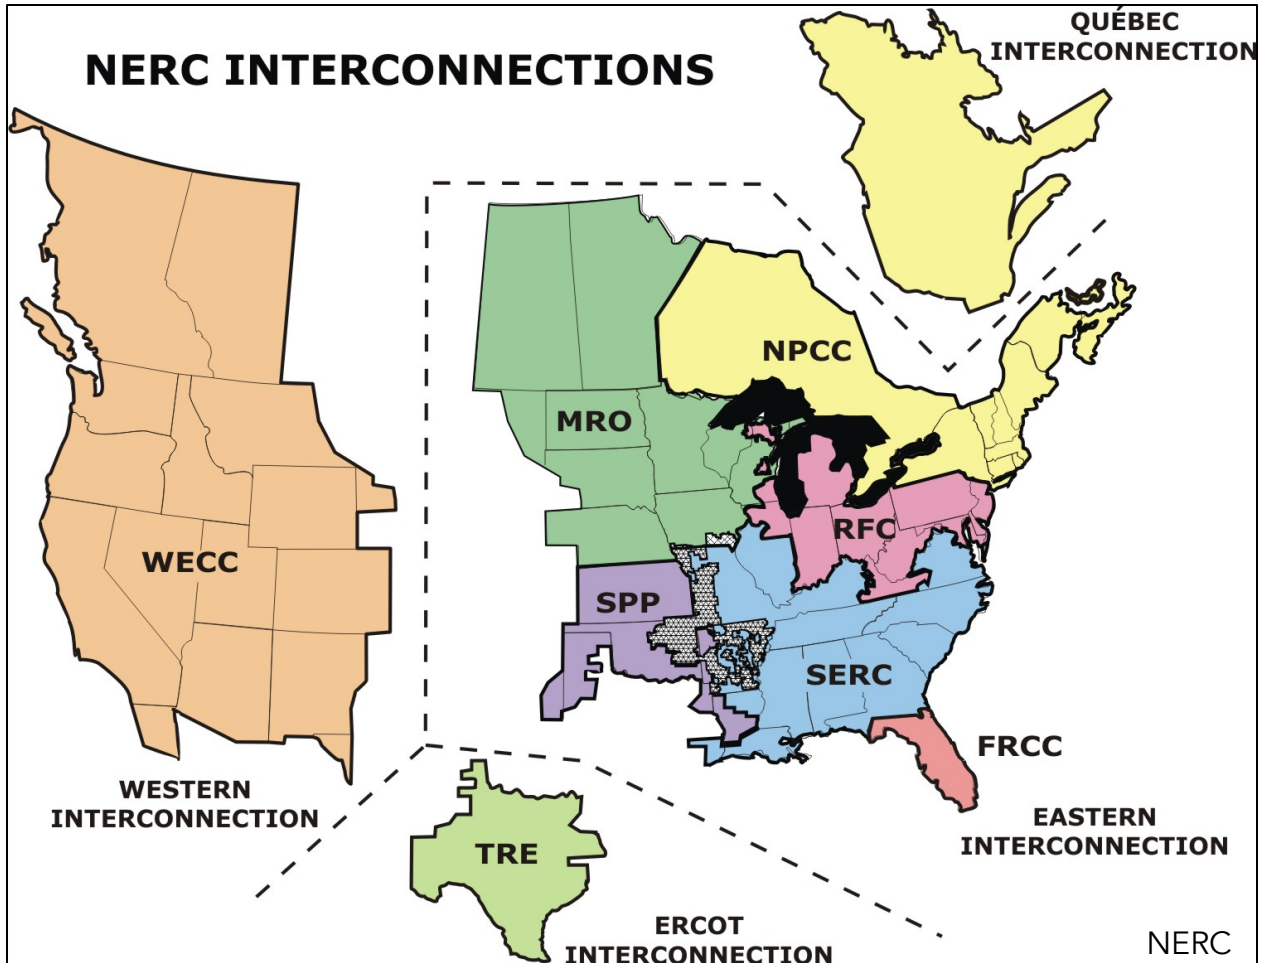 NERC INTERCONNECTIONS
QUÉBEC
INTERCONNECTION
NPCC
MRO
RFC
WECC
SPP
SERC
FRCC
WESTERN
INTERCONNECTION
EASTERN
INTERCONNECTION
TRE
ERCOT
INTERCONNECTION
NERC